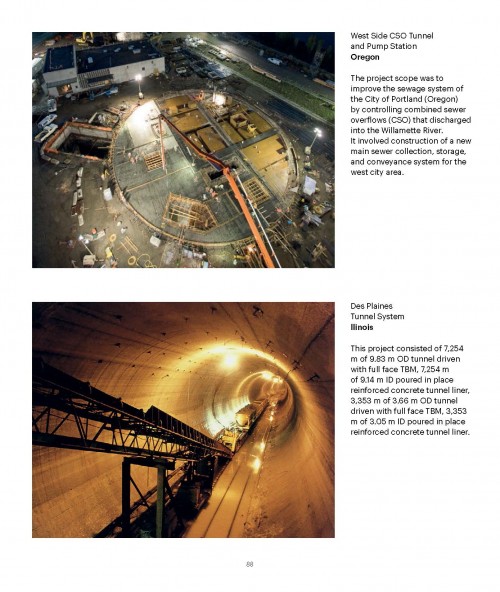 West Side CSO Tunnel
and Pump Station
Oregon
The project scope was to
improve the sewage system of
the City of Portland (Oregon)
by controlling combined sewer
overflows (CSO) that discharged
into the Willamette River.
It involved construction of a new
main sewer collection, storage,
and conveyance system for the
west city area.
Des Plaines
Tunnel System
Ilinois
This project consisted of 7,254
m of 9.83 m OD tunnel driven
with full face TBM, 7,254 m
of 9.14 m ID poured in place
reinforced concrete tunnel liner,
3,353 m of 3.66 m OD tunnel
driven with full face TBM, 3,353
m of 3.05 m ID poured in place
reinforced concrete tunnel liner.
88